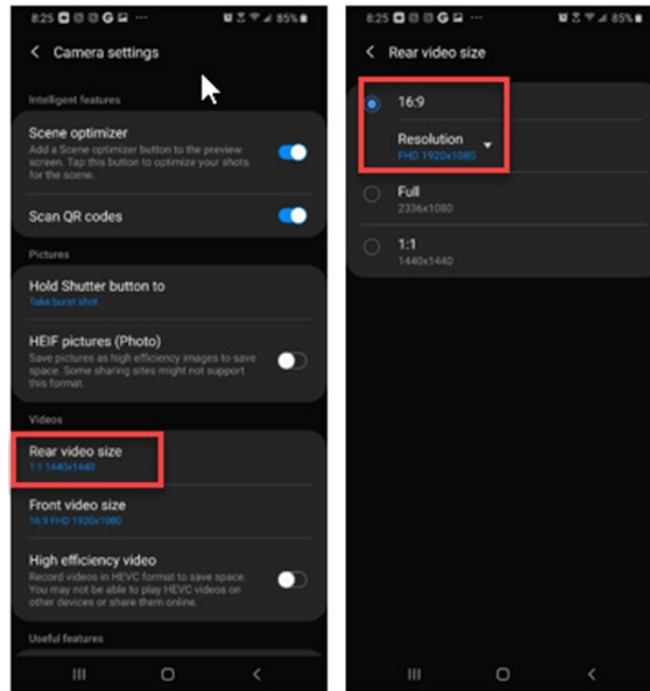 8:25 G ··· 85%
Camera settings
Intelligent features
Scene optimizer
Add a Scene optimizer button to the preview
screen. Tap this button to optimize your shots
for the scene.
Scan QR codes
Pictures
Hold Shutter button to
Take burst shot
HEIF pictures (Photo)
Save pictures as high efficiency images to save
space. Some sharing sites might not support
this format.
Videos
Rear video size
1:1 1440x1440
Front video size
16:9 FHD 1920x1080
High efficiency video
Record videos in HEVC format to save space.
You may not be able to play HEVC videos on
other devices or share them online.
Useful features
8:25 G ··· 85%
Rear video size
16:9
Resolution
FHD 1920x1080
Full
2336x1080
1:1
1440x1440